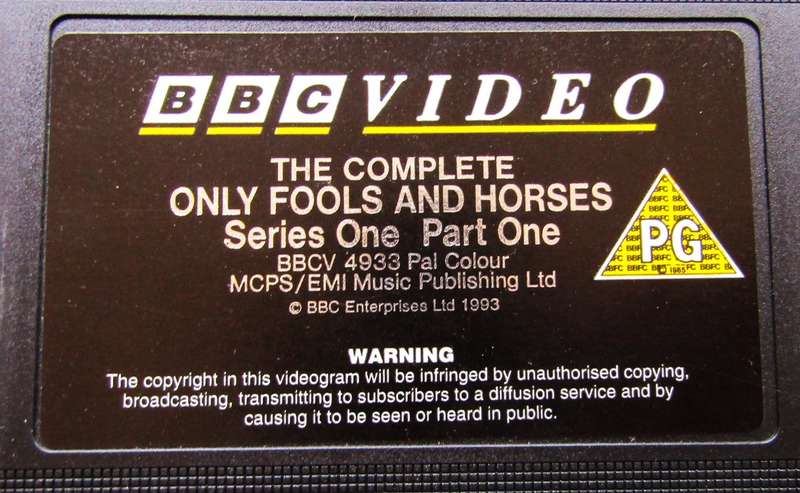 BBC VIDEO
THE COMPLETE
ONLY FOOLS AND HORSES
Series One Part One
BBCV 4933 Pal Colour
MCPS/EMI Music Publishing Ltd
© BBC Enterprises Ltd 1993
PG
© 1985
WARNING
The copyright in this videogram will be infringed by unauthorised copying,
broadcasting, transmitting to subscribers to a diffusion service and by
causing it to be seen or heard in public.